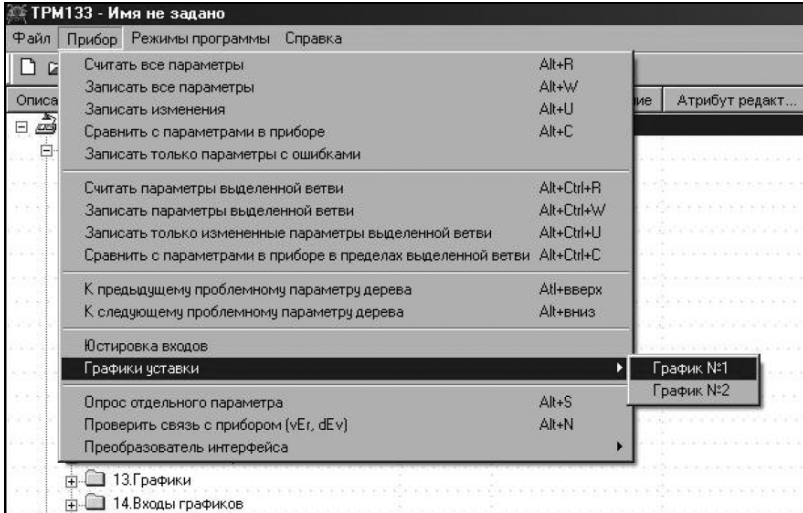 ТРМ133 - Имя не задано
Файл Прибор Режимы программы Справка
Считать все параметры Alt+R
Записать все параметры Alt+W
Описа ие Атрибут редакт...
Записать изменения Alt+U
Сравнить с параметрами в приборе Alt+C
Записать только параметры с ошибками
Считать параметры выделенной ветви Alt+Ctrl+R
Записать параметры выделенной ветви Alt+Ctrl+W
Записать только измененные параметры выделенной ветви Alt+Ctrl+U
Сравнить с параметрами в приборе в пределах выделенной ветви Alt+Ctrl+C
К предыдущему проблемному параметру дерева Atl+вверх
К следующему проблемному параметру дерева Alt+вниз
Юстировка входов
Графики уставки График №1
График №2
Опрос отдельного параметра Alt+S
Проверить связь с прибором (vEr, dEv) Alt+N
Преобразователь интерфейса
13.Графики
14.Входы графиков